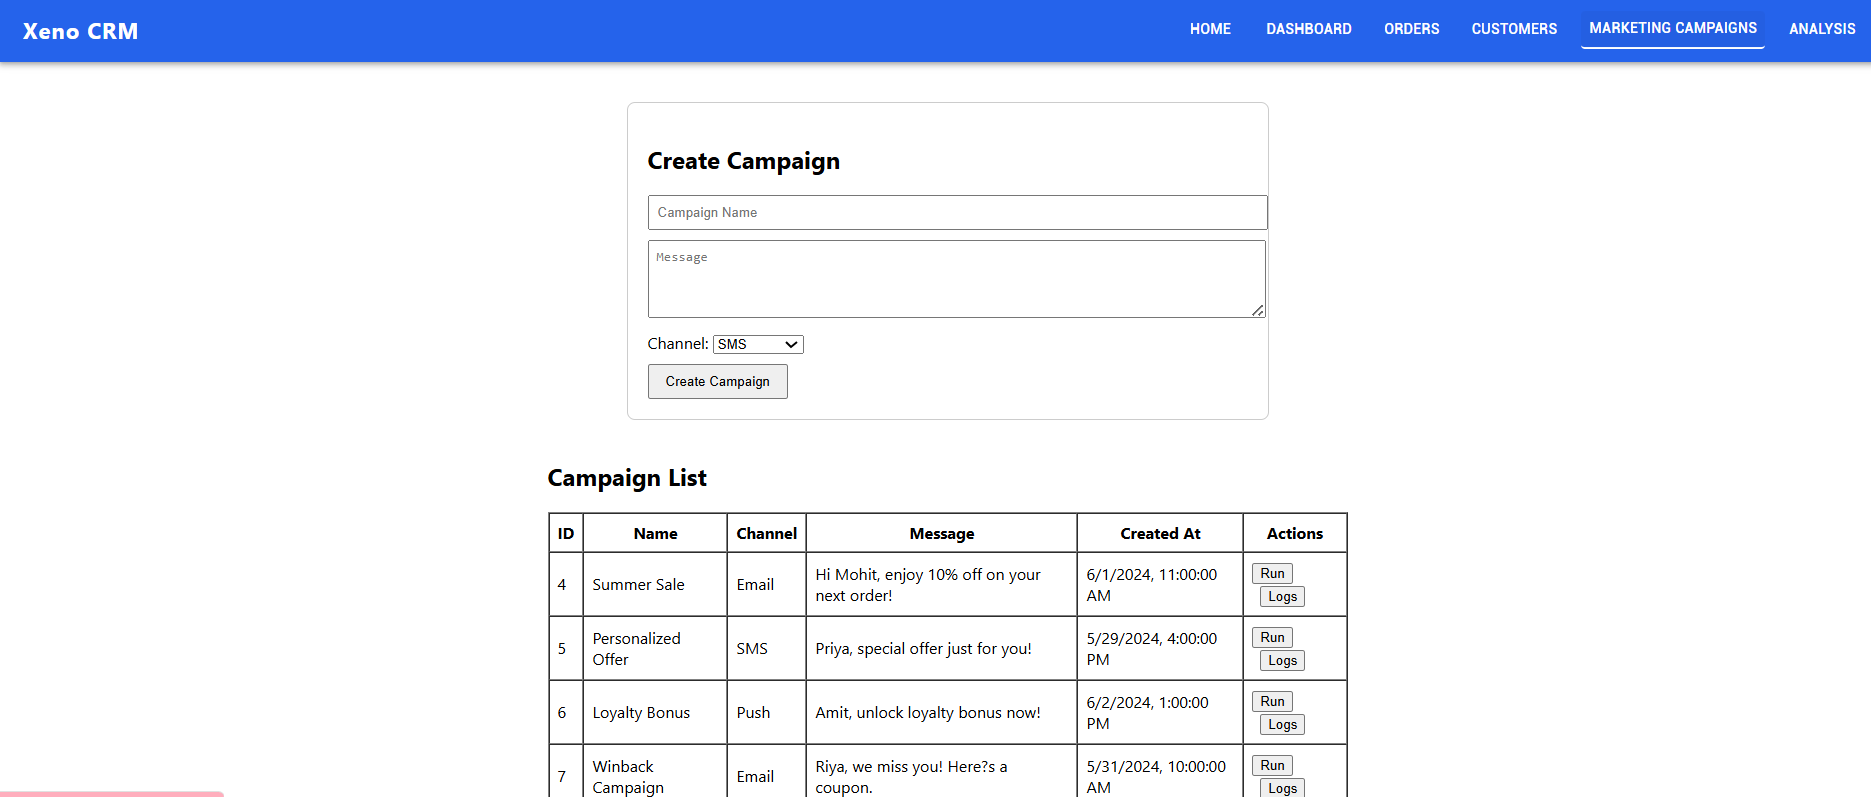 Xeno CRM
HOME DASHBOARD ORDERS CUSTOMERS MARKETING CAMPAIGNS ANALYSIS
Create Campaign
Campaign Name
Message
Channel: SMS
Create Campaign
Campaign List
ID Name Channel Message Created At Actions
4 Summer Sale Email Hi Mohit, enjoy 10% off on your
next order! 6/1/2024, 11:00:00
AM Run
Logs
5 Personalized
Offer SMS Priya, special offer just for you! 5/29/2024, 4:00:00
PM Run
Logs
6 Loyalty Bonus Push Amit, unlock loyalty bonus now! 6/2/2024, 1:00:00
PM Run
Logs
7 Winback
Campaign Email Riya, we miss you! Here?s a
coupon. 5/31/2024, 10:00:00
AM Run
Logs